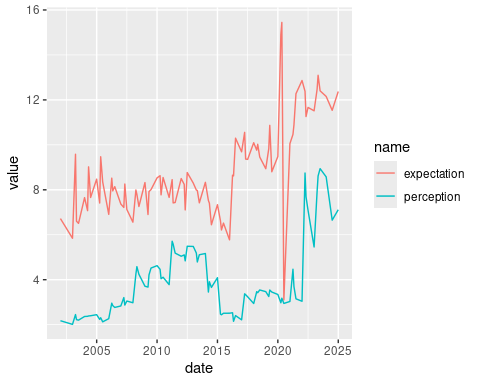 16
12
8
4
value
2005 2010 2015 2020 2025
date
name
expectation
perception